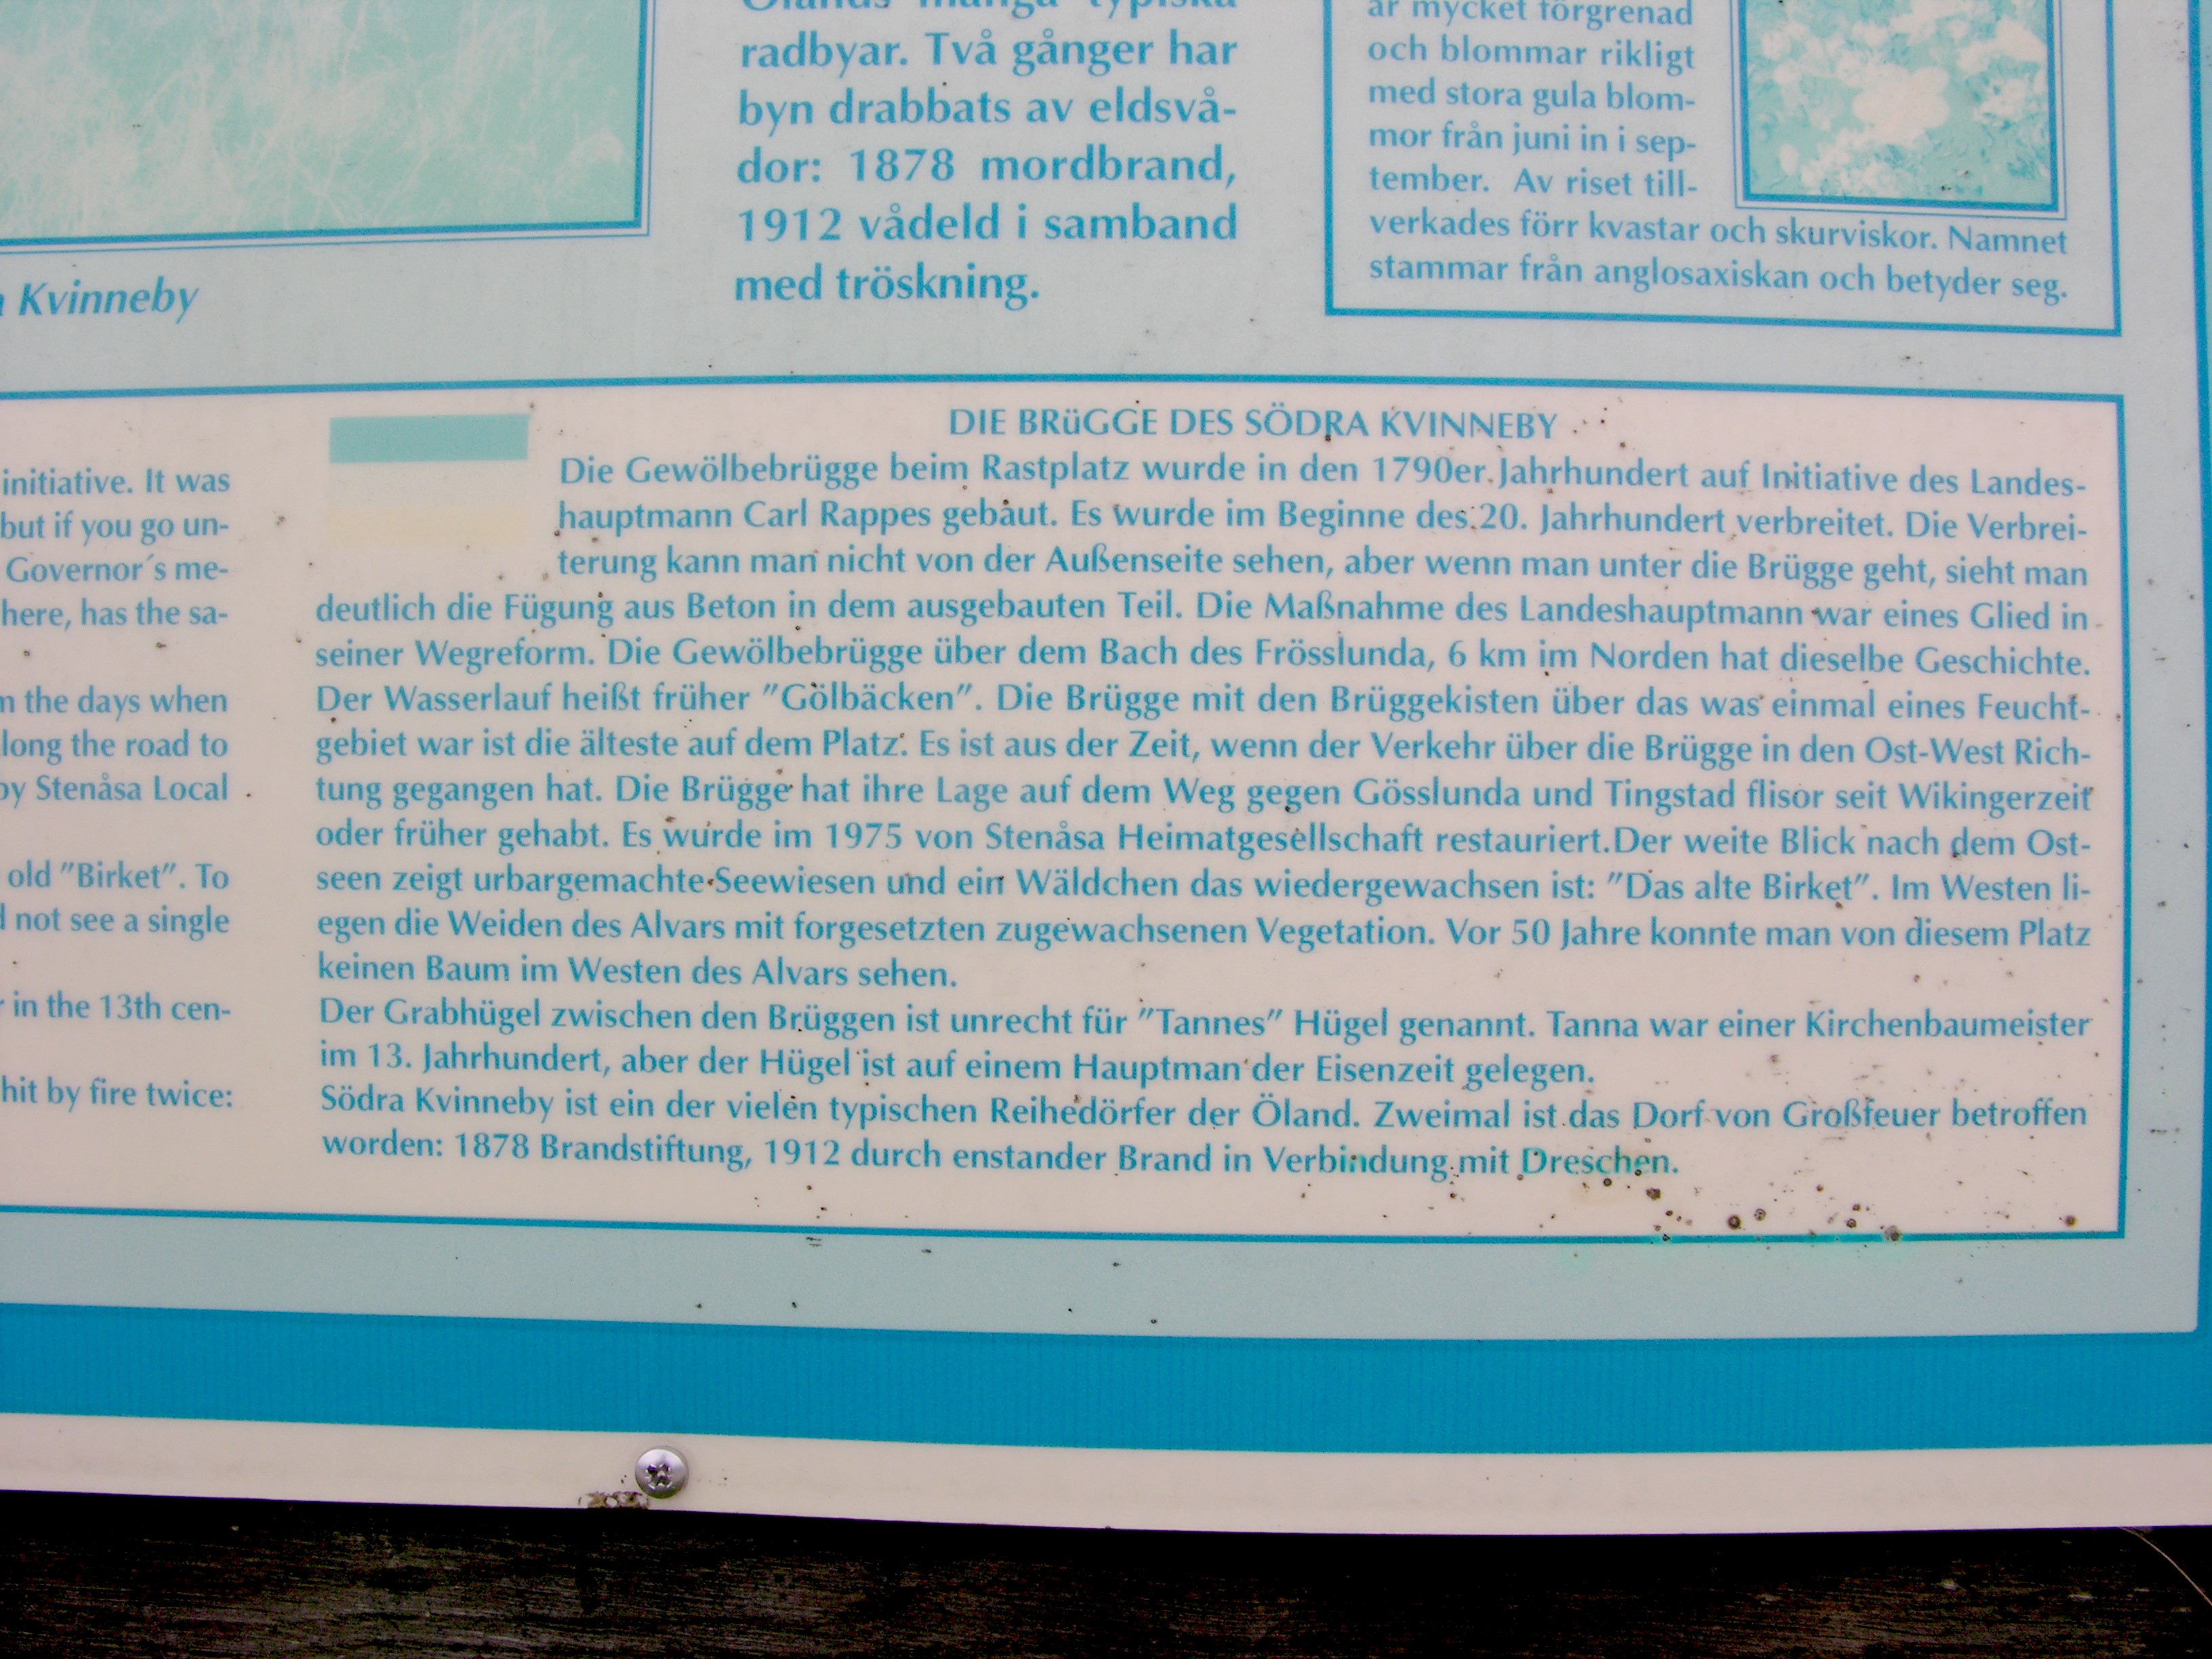 Kvinneby
Ölands många typiska
radbyar. Två gånger har
byn drabbats av eldsvå-
dor: 1878 mordbrand,
1912 vådeld i samband
med tröskning.
är mycket förgrenad
och blommar rikligt
med stora gula blom-
mor från juni in i sep-
tember. Av riset till-
verkades förr kvastar och skurviskor. Namnet
stammar från anglosaxiskan och betyder seg.
initiative. It was
but if you go un-
Governor´s me-
here, has the sa-
the days when
long the road to
by Stenåsa Local
old "Birket". To
not see a single
in the 13th cen-
hit by fire twice:
DIE BRüGGE DES SÖDRA KVINNEBY
Die Gewölbebrügge beim Rastplatz wurde in den 1790er Jahrhundert auf Initiative des Landes-
hauptmann Carl Rappes gebaut. Es wurde im Beginne des 20. Jahrhundert verbreitet. Die Verbrei-
terung kann man nicht von der Außenseite sehen, aber wenn man unter die Brügge geht, sieht man
deutlich die Fügung aus Beton in dem ausgebauten Teil. Die Maßnahme des Landeshauptmann war eines Glied in
seiner Wegreform. Die Gewölbebrügge über dem Bach des Frösslunda, 6 km im Norden hat dieselbe Geschichte.
Der Wasserlauf heißt früher "Gölbäcken". Die Brügge mit den Brüggekisten über das was einmal eines Feucht-
gebiet war ist die älteste auf dem Platz. Es ist aus der Zeit, wenn der Verkehr über die Brügge in den Ost-West Rich-
tung gegangen hat. Die Brügge hat ihre Lage auf dem Weg gegen Gösslunda und Tingstad flisor seit Wikingerzeit
oder früher gehabt. Es wurde im 1975 von Stenåsa Heimatgesellschaft restauriert.Der weite Blick nach dem Ost-
seen zeigt urbargemachte Seewiesen und ein Wäldchen das wiedergewachsen ist: "Das alte Birket". Im Westen li-
egen die Weiden des Alvars mit forgesetzten zugewachsenen Vegetation. Vor 50 Jahre konnte man von diesem Platz
keinen Baum im Westen des Alvars sehen.
Der Grabhügel zwischen den Brüggen ist unrecht für "Tannes" Hügel genannt. Tanna war einer Kirchenbaumeister
im 13. Jahrhundert, aber der Hügel ist auf einem Hauptman der Eisenzeit gelegen.
Södra Kvinneby ist ein der vielen typischen Reihedörfer der Öland. Zweimal ist das Dorf von Großfeuer betroffen
worden: 1878 Brandstiftung, 1912 durch enstander Brand in Verbindung mit Dreschen.